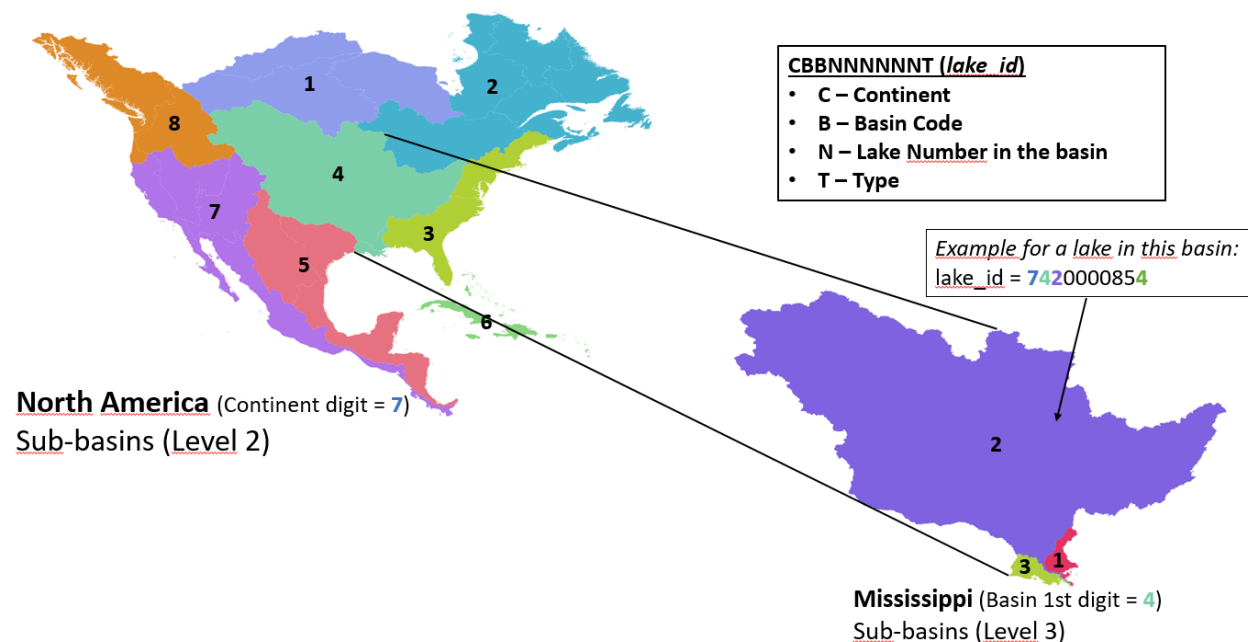 1
2
8
4
7
3
5
6
North America (Continent digit = 7)
Sub-basins (Level 2)
CBBNNNNNNT (lake_id)
• C – Continent
• B – Basin Code
• N – Lake Number in the basin
• T – Type
Example for a lake in this basin:
lake_id = 7420000854
2
3
1
Mississippi (Basin 1st digit = 4)
Sub-basins (Level 3)